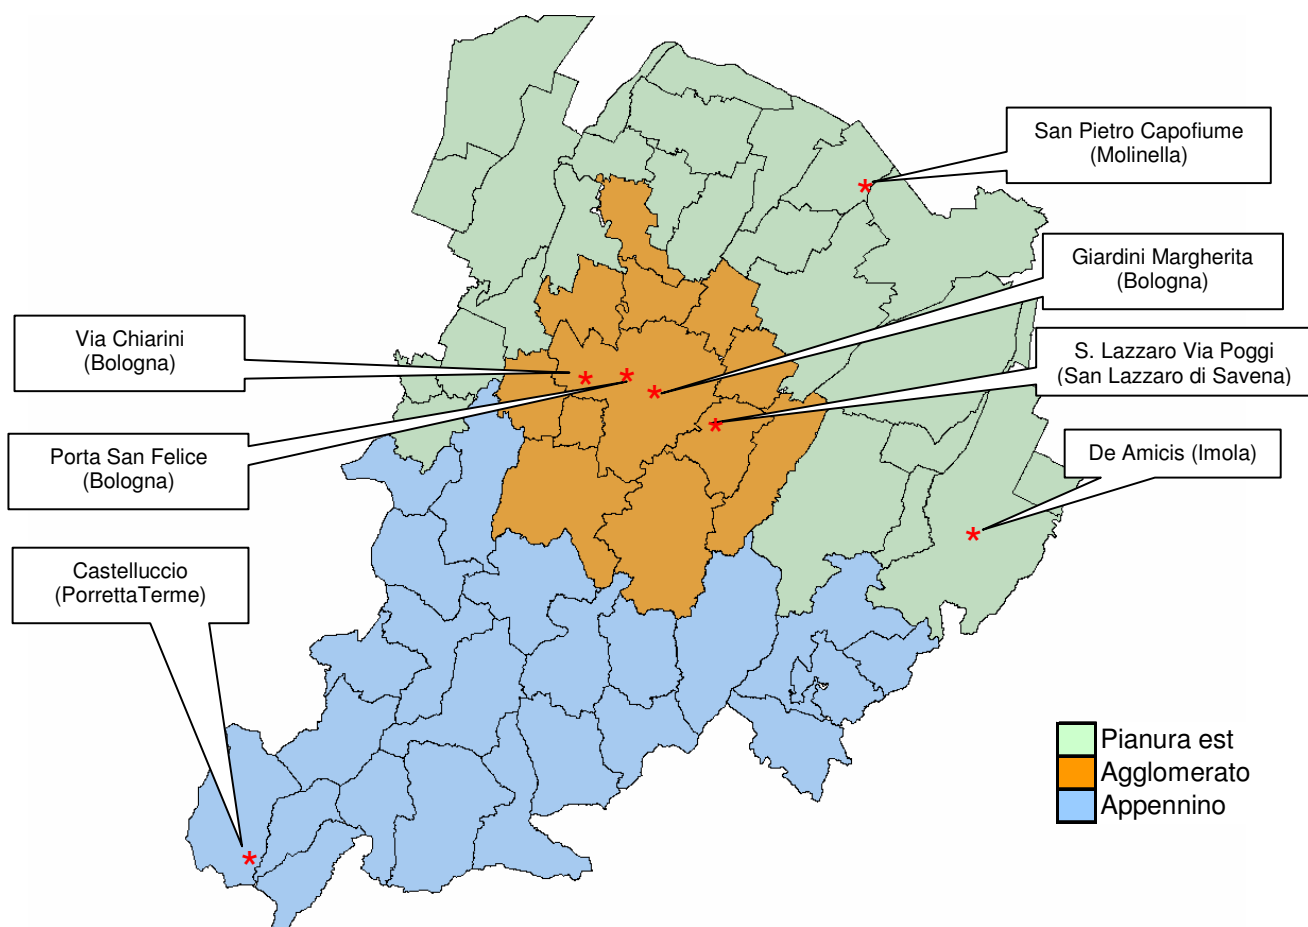 San Pietro Capofiume
(Molinella)
Giardini Margherita
(Bologna)
Via Chiarini
(Bologna)
S. Lazzaro Via Poggi
(San Lazzaro di Savena)
Porta San Felice
(Bologna)
De Amicis (Imola)
Castelluccio
(PorrettaTerme)
Pianura est
Agglomerato
Appennino